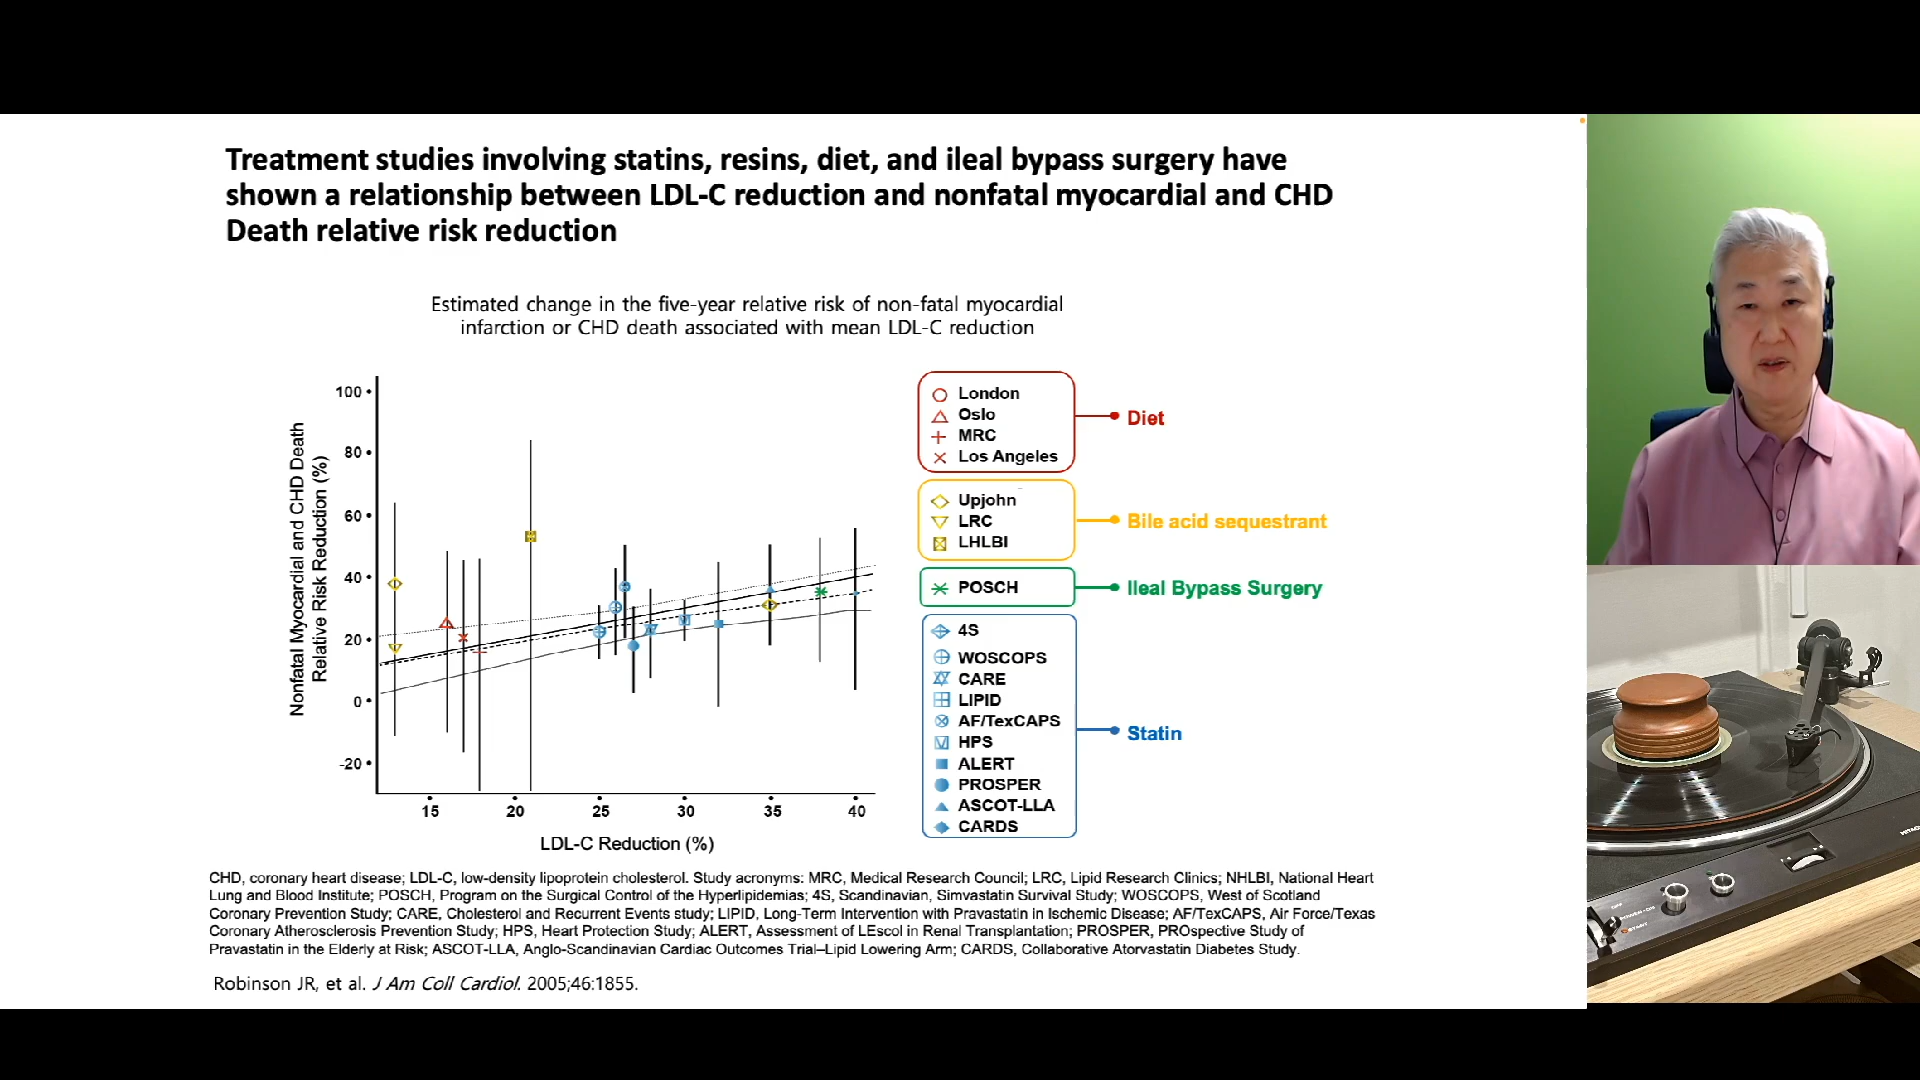 Treatment studies involving statins, resins, diet, and ileal bypass surgery have
shown a relationship between LDL-C reduction and nonfatal myocardial and CHD
Death relative risk reduction
Estimated change in the five-year relative risk of non-fatal myocardial
infarction or CHD death associated with mean LDL-C reduction
Nonfatal Myocardial and CHD Death
Relative Risk Reduction (%)
100
80
60
40
20
0
-20
15 20 25 30 35 40
LDL-C Reduction (%)
London
Oslo
MRC
Los Angeles
Diet
Upjohn
LRC
LHLBI
Bile acid sequestrant
POSCH
Ileal Bypass Surgery
4S
WOSCOPS
CARE
LIPID
AF/TexCAPS
HPS
ALERT
PROSPER
ASCOT-LLA
CARDS
Statin
CHD, coronary heart disease; LDL-C, low-density lipoprotein cholesterol. Study acronyms: MRC, Medical Research Council; LRC, Lipid Research Clinics; NHLBI, National Heart
Lung and Blood Institute; POSCH, Program on the Surgical Control of the Hyperlipidemias; 4S, Scandinavian, Simvastatin Survival Study; WOSCOPS, West of Scotland
Coronary Prevention Study; CARE, Cholesterol and Recurrent Events study; LIPID, Long-Term Intervention with Pravastatin in Ischemic Disease; AF/TexCAPS, Air Force/Texas
Coronary Atherosclerosis Prevention Study; HPS, Heart Protection Study; ALERT, Assessment of LEscol in Renal Transplantation; PROSPER, PROspective Study of
Pravastatin in the Elderly at Risk; ASCOT-LLA, Anglo-Scandinavian Cardiac Outcomes Trial–Lipid Lowering Arm; CARDS, Collaborative Atorvastatin Diabetes Study.
Robinson JR, et al. J Am Coll Cardiol. 2005;46:1855.
START